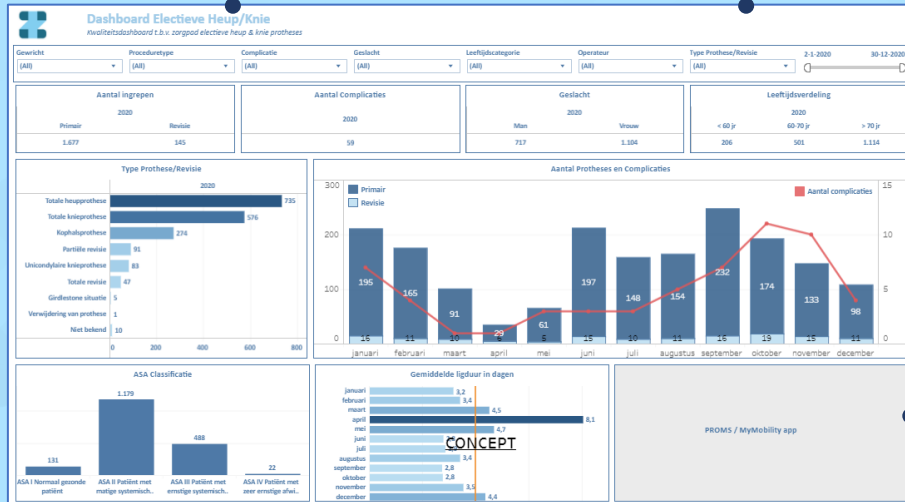 Dashboard Electieve Heup/Knie
Kwaliteitsdashboard t.b.v. zorgpad electieve heup & knie protheses
Gewricht Proceduretype Complicatie Geslacht Leeftijdscategorie Operateur Type Prothese/Revisie 2-1-2020 30-12-2020
(All) (All) (All) (All) (All) (All) (All)
Aantal ingrepen
2020
Primair Revisie
1.677 145
Aantal Complicaties
2020
59
Geslacht
2020
Man Vrouw
717 1.104
Leeftijdsverdeling
2020
< 60 jr 60-70 jr > 70 jr
206 501 1.114
Type Prothese/Revisie
2020
Totale heupprothese 735
Totale knieprothese 576
Kophalsprothese 274
Partiële revisie 91
Unicondylaire knieprothese 83
Totale revisie 47
Girdlestone situatie 5
Verwijdering van prothese 1
Niet bekend 10
0 200 400 600 800
Aantal Protheses en Complicaties
Primair
Revisie
Aantal complicaties
300 15
200 10
100 5
0 0
195 165 91 29 61 197 148 154 232 174 133 98
16 11 10 5 15 10 11 16 19 15 11
januari februari maart april mei juni juli augustus september oktober november december
ASA Classificatie
131 1.179 488 22
ASA I Normaal gezonde ASA II Patiënt met ASA III Patiënt met ASA IV Patiënt met
patiënt matige systemisch.. ernstige systemisch.. zeer ernstige afwi..
Gemiddelde ligduur in dagen
januari 3,2
februari 3,4
maart 4,5
april 8,1
mei 4,7
juni
juli
CONCEPT
augustus 3,4
september 2,8
oktober 2,8
november 3,5
december 4,4
PROMS / MyMobility app